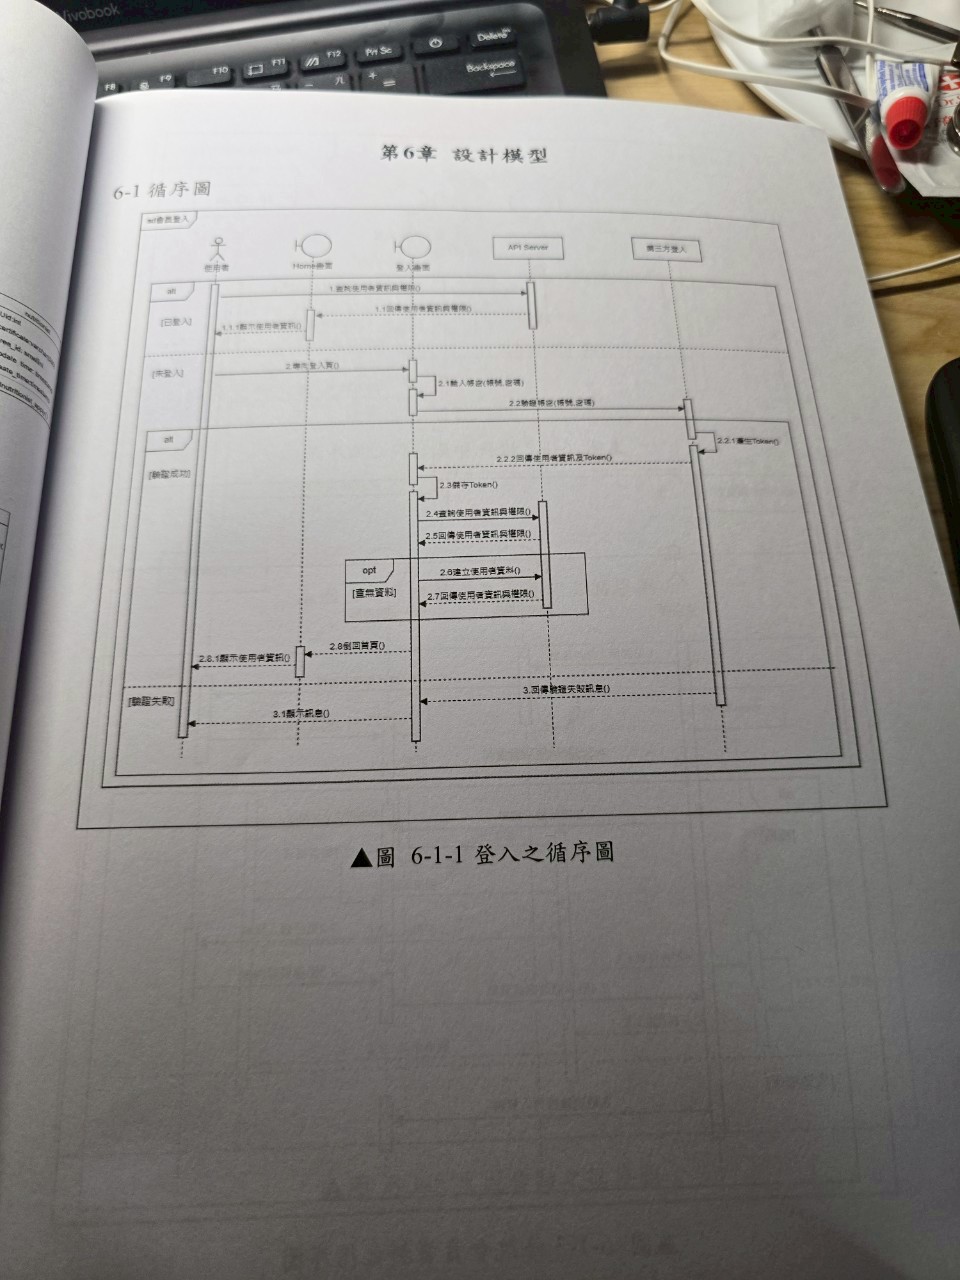 Vivobook
F8
F9
F10
F11
F12
Prt Sc
Delete
Backspace
第6章 設計模型
6-1 循序圖
使用者
Home畫面
登入畫面
API Server
第三方登入
alt
1.查詢使用者資訊與權限()
[已登入]
1.1回傳使用者資訊與權限()
1.1.1顯示使用者資訊()
[未登入]
2.導向登入頁()
2.1輸入帳密(帳號,密碼)
2.2驗證帳密(帳號,密碼)
alt
2.2.1產生Token()
[驗證成功]
2.2.2回傳使用者資訊及Token()
2.3儲存Token()
2.4查詢使用者資訊與權限()
2.5回傳使用者資訊與權限()
opt
2.6建立使用者資料()
[查無資料]
2.7回傳使用者資訊與權限()
2.8創回首頁()
2.8.1顯示使用者資訊()
[驗證失敗]
3.回傳驗證失敗訊息()
3.1顯示訊息()
▲圖 6-1-1 登入之循序圖